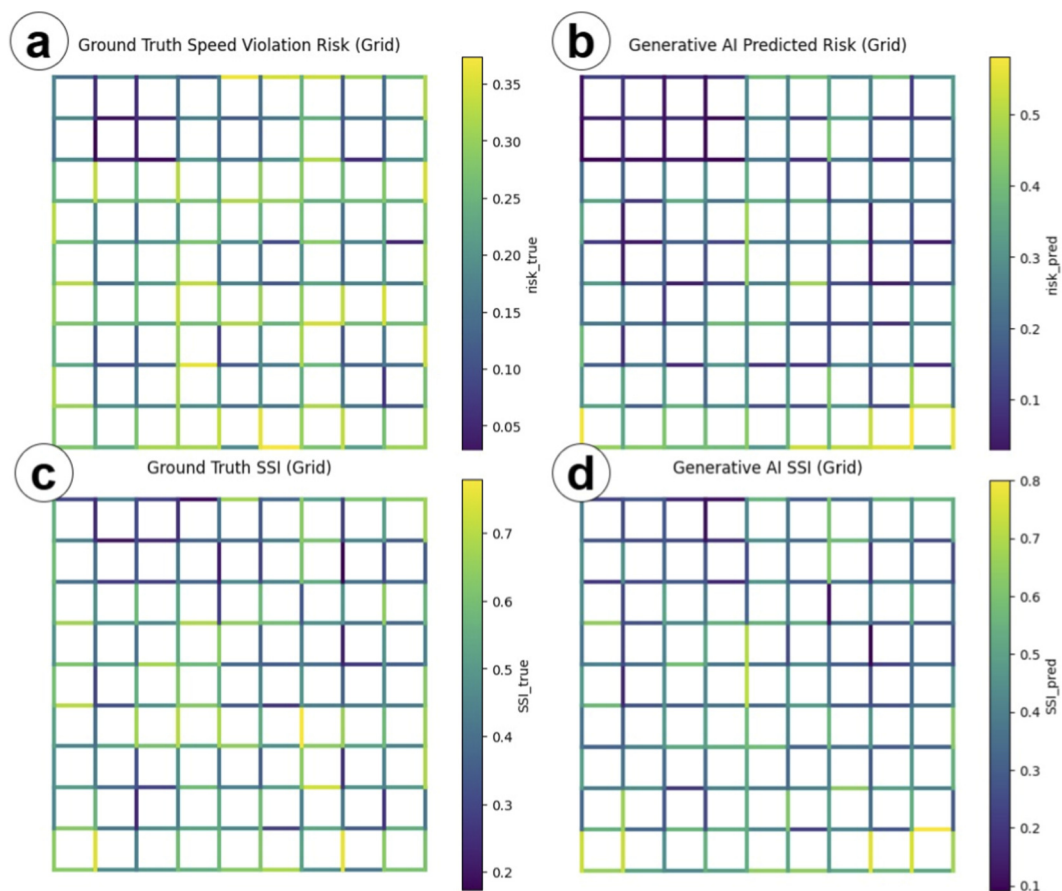 a
Ground Truth Speed Violation Risk (Grid)
0.35
0.30
0.25
0.20
0.15
0.10
0.05
risk_true
b
Generative AI Predicted Risk (Grid)
0.5
0.4
0.3
0.2
0.1
risk_pred
c
Ground Truth SSI (Grid)
0.7
0.6
0.5
0.4
0.3
0.2
SSI_true
d
Generative AI SSI (Grid)
0.8
0.7
0.6
0.5
0.4
0.3
0.2
0.1
SSI_pred